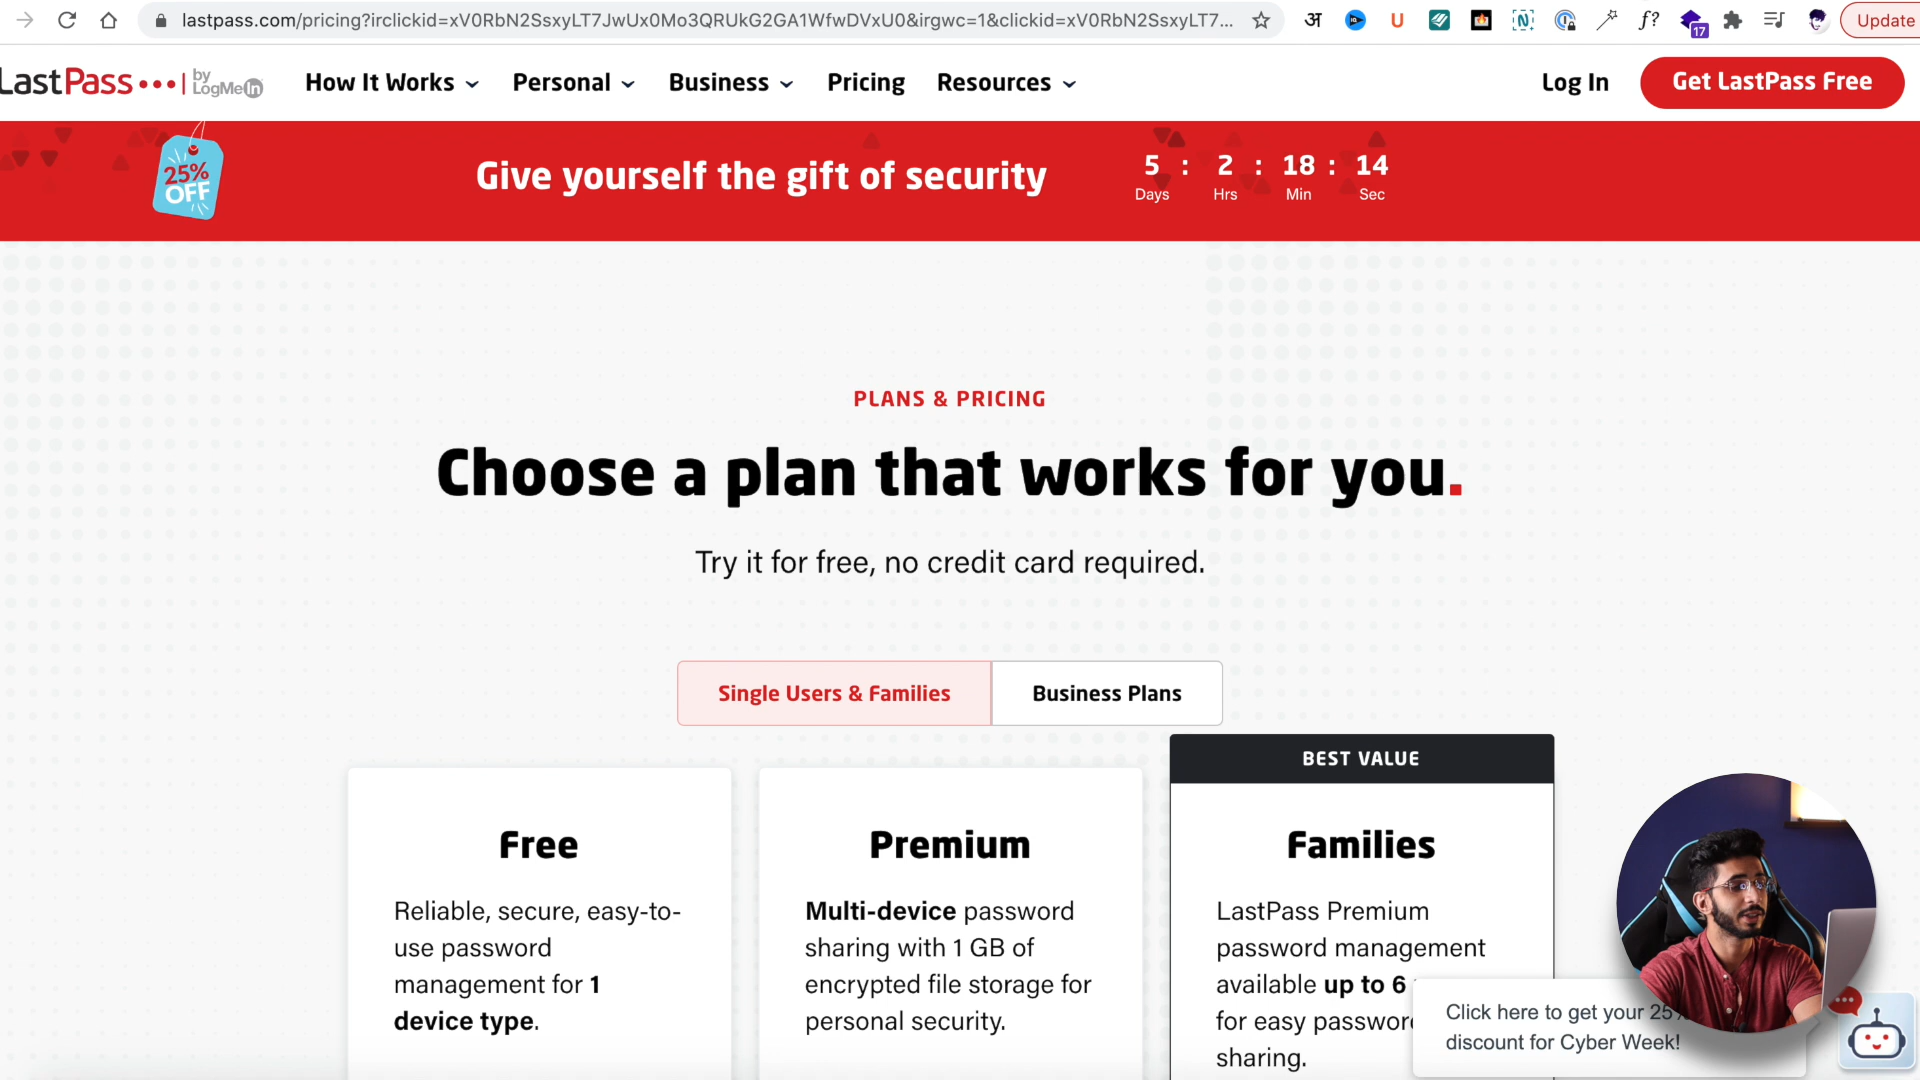 lastpass.com/pricing?irclickid=xV0RbN2SsxyLT7JwUx0Mo3QRUkG2GA1WfwDVxU0&irgwc=1&clickid=xV0RbN2SsxyLT7...
अ
U
N
f?
17
Update
LastPass •••| by LogMeIn
How It Works
Personal
Business
Pricing
Resources
Log In
Get LastPass Free
25% OFF
Give yourself the gift of security
5 : 2 : 18 : 14
Days Hrs Min Sec
PLANS & PRICING
Choose a plan that works for you.
Try it for free, no credit card required.
Single Users & Families
Business Plans
BEST VALUE
Free
Reliable, secure, easy-to-
use password
management for 1
device type.
Premium
Multi-device password
sharing with 1 GB of
encrypted file storage for
personal security.
Families
LastPass Premium
password management
available up to 6
for easy password
sharing.
Click here to get your 25%
discount for Cyber Week!